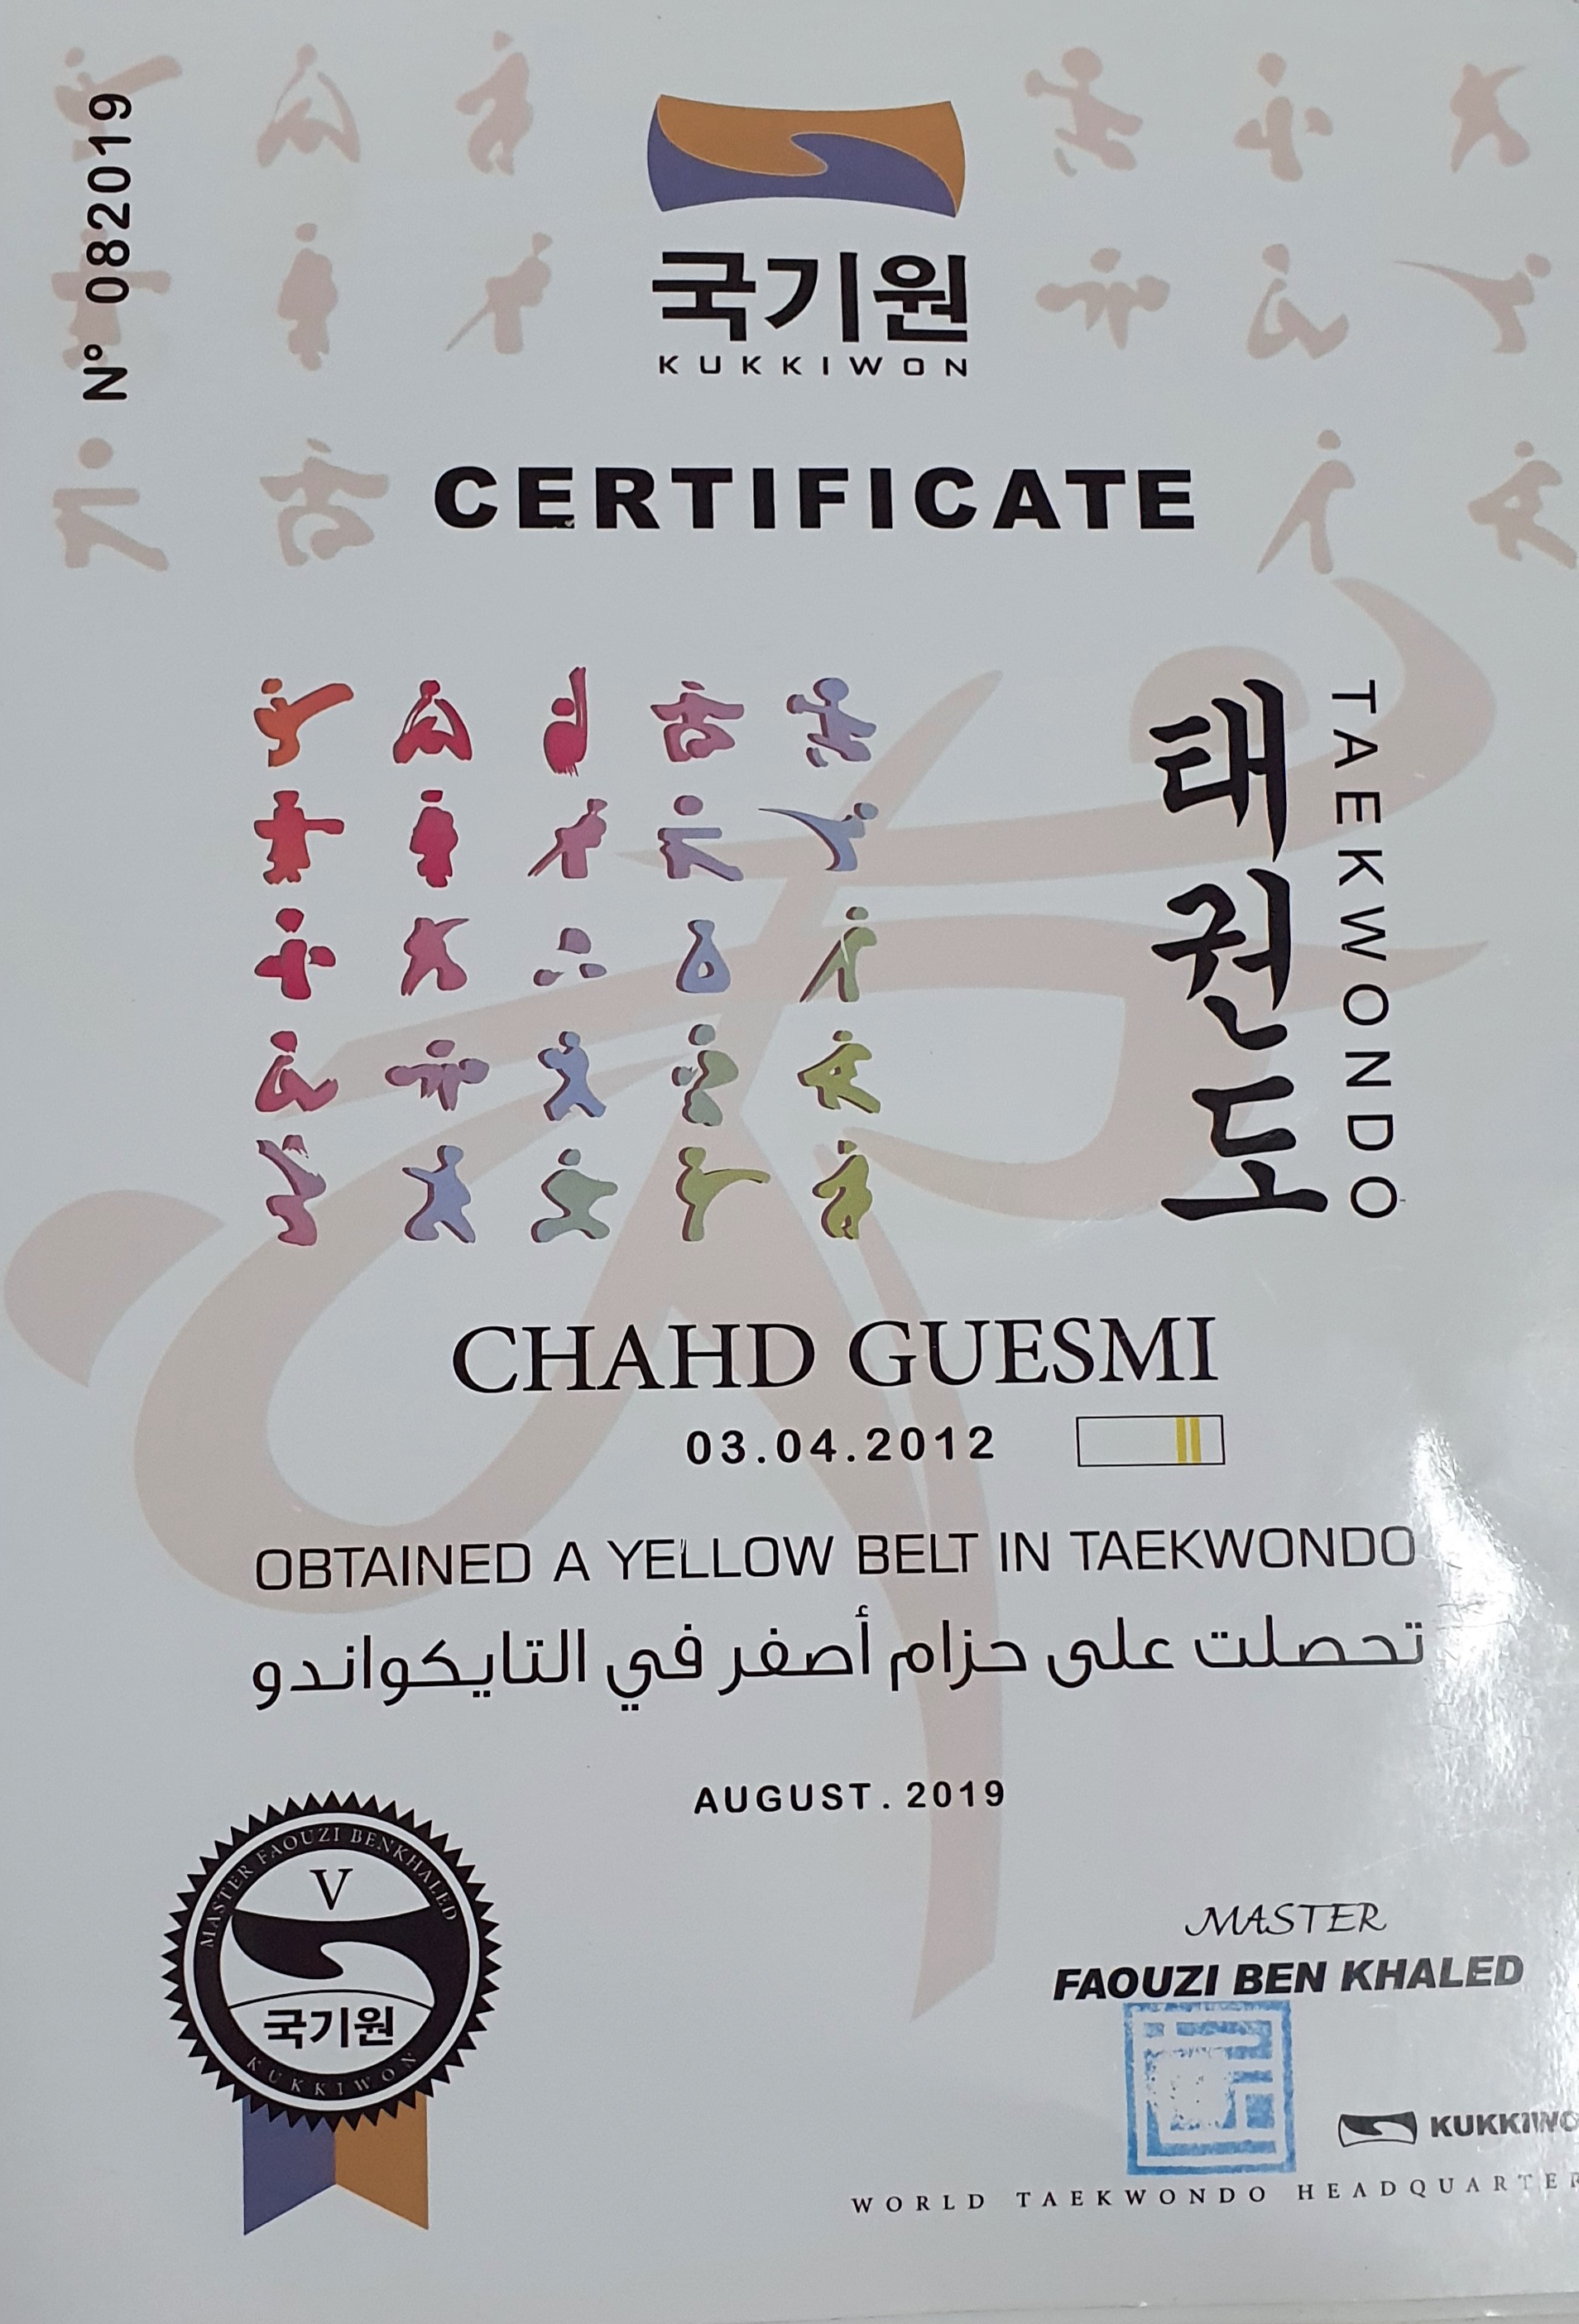 N° 082019
국기원
KUKKIWON
CERTIFICATE
태권도
TAEKWONDO
CHAHD GUESMI
03.04.2012
OBTAINED A YELLOW BELT IN TAEKWONDO
تحصلت على حزام أصفر في التايكواندو
AUGUST . 2019
MASTER FAOUZI BENKHALED
V
국기원
KUKKIWON
MASTER
FAOUZI BEN KHALED
KUKKIWO
WORLD TAEKWONDO HEADQUARTER